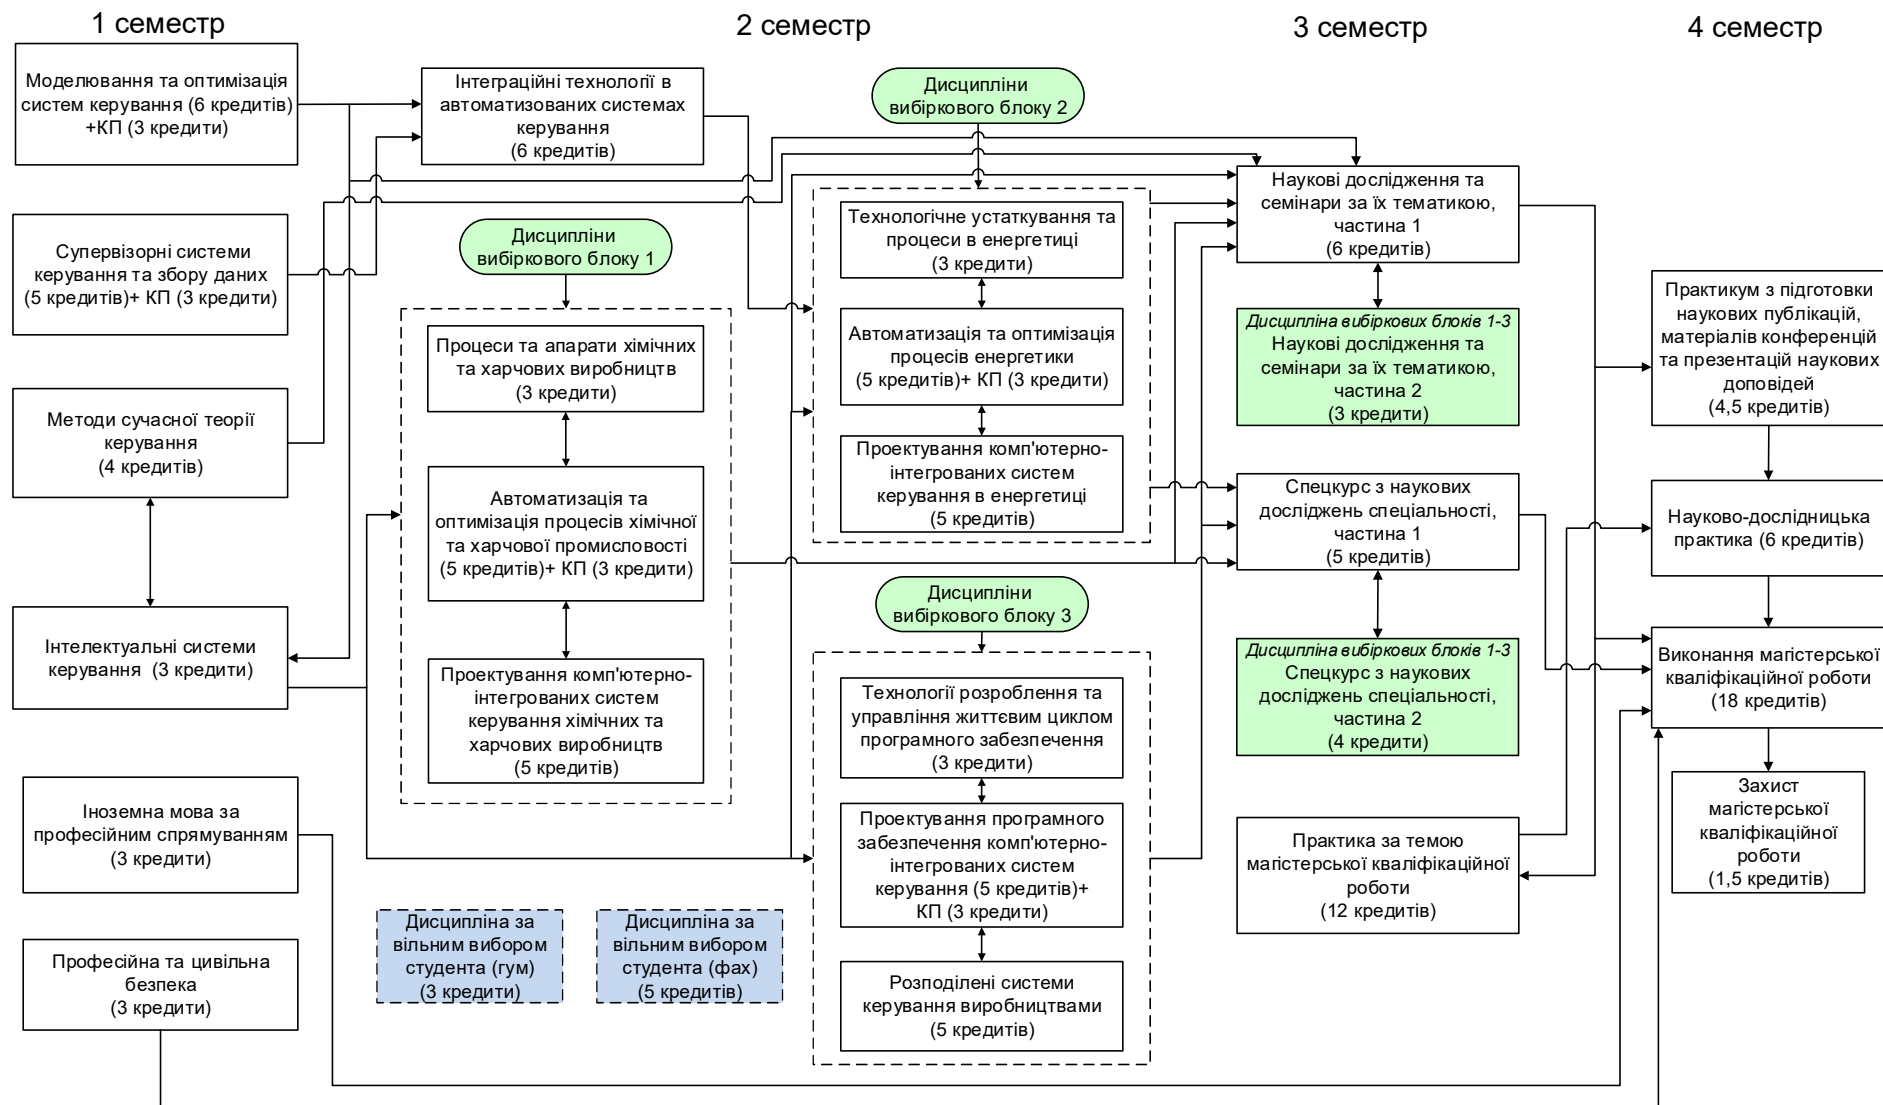 1 семестр
2 семестр
3 семестр
4 семестр
Моделювання та оптимізація
систем керування (6 кредитів)
+КП (3 кредити)
Супервізорні системи
керування та збору даних
(5 кредитів)+ КП (3 кредити)
Методи сучасної теорії
керування
(4 кредитів)
Інтелектуальні системи
керування (3 кредити)
Іноземна мова за
професійним спрямуванням
(3 кредити)
Професійна та цивільна
безпека
(3 кредити)
Інтеграційні технології в
автоматизованих системах
керування
(6 кредитів)
Дисципліни
вибіркового блоку 1
Процеси та апарати хімічних
та харчових виробництв
(3 кредити)
Автоматизація та
оптимізація процесів хімічної
та харчової промисловості
(5 кредитів)+ КП (3 кредити)
Проектування комп'ютерно-
інтегрованих систем
керування хімічних та
харчових виробництв
(5 кредитів)
Дисципліна за
вільним вибором
студента (гум)
(3 кредити)
Дисципліна за
вільним вибором
студента (фах)
(5 кредитів)
Дисципліни
вибіркового блоку 2
Технологічне устаткування та
процеси в енергетиці
(3 кредити)
Автоматизація та оптимізація
процесів енергетики
(5 кредитів)+ КП (3 кредити)
Проектування комп'ютерно-
інтегрованих систем
керування в енергетиці
(5 кредитів)
Дисципліни
вибіркового блоку 3
Технології розроблення та
управління життєвим циклом
програмного забезпечення
(3 кредити)
Проектування програмного
забезпечення комп'ютерно-
інтегрованих систем
керування (5 кредитів)+
КП (3 кредити)
Розподілені системи
керування виробництвами
(5 кредитів)
Наукові дослідження та
семінари за їх тематикою,
частина 1
(6 кредитів)
Дисципліна вибіркових блоків 1-3
Наукові дослідження та
семінари за їх тематикою,
частина 2
(3 кредити)
Спецкурс з наукових
досліджень спеціальності,
частина 1
(5 кредитів)
Дисципліна вибіркових блоків 1-3
Спецкурс з наукових
досліджень спеціальності,
частина 2
(4 кредити)
Практика за темою
магістерської кваліфікаційної
роботи
(12 кредитів)
Практикум з підготовки
наукових публікацій,
матеріалів конференцій
та презентацій наукових
доповідей
(4,5 кредитів)
Науково-дослідницька
практика (6 кредитів)
Виконання магістерської
кваліфікаційної роботи
(18 кредитів)
Захист
магістерської
кваліфікаційної
роботи
(1,5 кредитів)